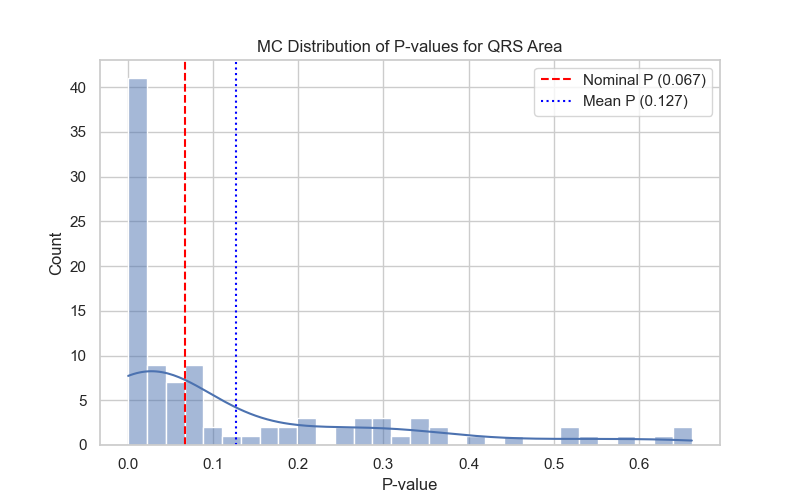 MC Distribution of P-values for QRS Area
Nominal P (0.067)
Mean P (0.127)
Count
40
35
30
25
20
15
10
5
0
0.0 0.1 0.2 0.3 0.4 0.5 0.6
P-value